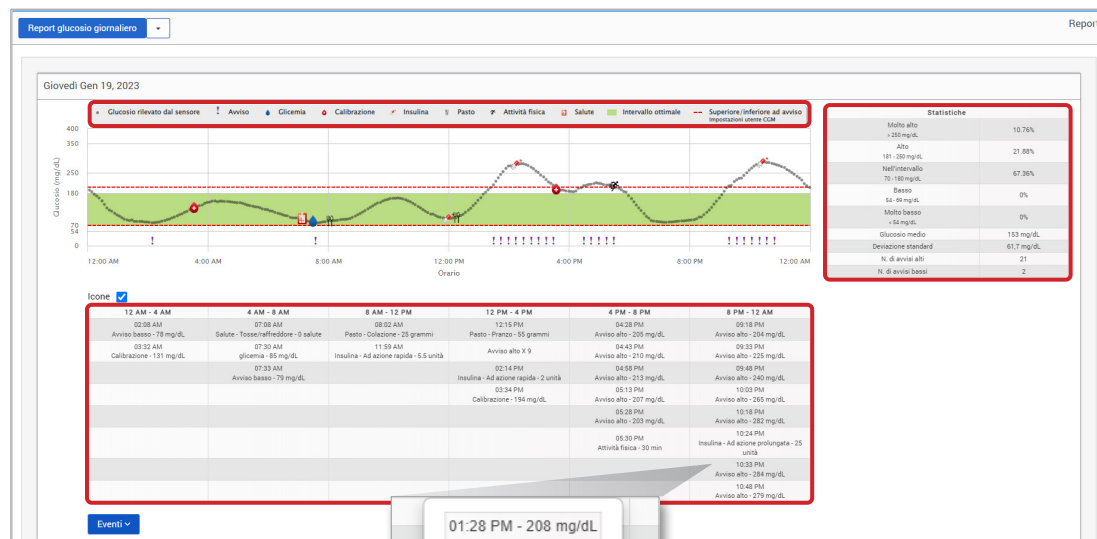 Report glucosio giornaliero
Report
Giovedì Gen 19, 2023
Glucosio rilevato dal sensore Avviso Glicemia Calibrazione Insulina Pasto Attività fisica Salute Intervallo ottimale Superiore/inferiore ad avviso
Impostazioni utente CGM
400
350
250
180
70
54
0
Glucosio (mg/dL)
12:00 AM 4:00 AM 8:00 AM 12:00 PM 4:00 PM 8:00 PM 12:00 AM
Orario
Statistiche
Molto alto
> 250 mg/dL
10.76%
Alto
181 - 250 mg/dL
21.88%
Nell'intervallo
70 - 180 mg/dL
67.36%
Basso
54 - 69 mg/dL
0%
Molto basso
< 54 mg/dL
0%
Glucosio medio 153 mg/dL
Deviazione standard 61,7 mg/dL
N. di avvisi alti 21
N. di avvisi bassi 2
Icone
12 AM - 4 AM 4 AM - 8 AM 8 AM - 12 PM 12 PM - 4 PM 4 PM - 8 PM 8 PM - 12 AM
02:08 AM 07:08 AM 08:02 AM 12:15 PM 04:28 PM 09:18 PM
Avviso basso - 78 mg/dL Salute - Tosse/raffreddore - 0 salute Pasto - Colazione - 25 grammi Pasto - Pranzo - 55 grammi Avviso alto - 205 mg/dL Avviso alto - 204 mg/dL
03:32 AM 07:30 AM 11:59 AM Avviso alto X 9 04:43 PM 09:33 PM
Calibrazione - 131 mg/dL glicemia - 85 mg/dL Insulina - Ad azione rapida - 5.5 unità Avviso alto - 210 mg/dL Avviso alto - 225 mg/dL
07:33 AM 02:14 PM 04:58 PM 09:48 PM
Avviso basso - 79 mg/dL Insulina - Ad azione rapida - 2 unità Avviso alto - 213 mg/dL Avviso alto - 240 mg/dL
03:34 PM 05:13 PM 10:03 PM
Calibrazione - 194 mg/dL Avviso alto - 207 mg/dL Avviso alto - 265 mg/dL
05:28 PM 10:18 PM
Avviso alto - 203 mg/dL Avviso alto - 282 mg/dL
05:30 PM 10:24 PM
Attività fisica - 30 min Insulina - Ad azione prolungata - 25
unità
10:33 PM
Avviso alto - 284 mg/dL
10:48 PM
Avviso alto - 279 mg/dL
Eventi
01:28 PM - 208 mg/dL